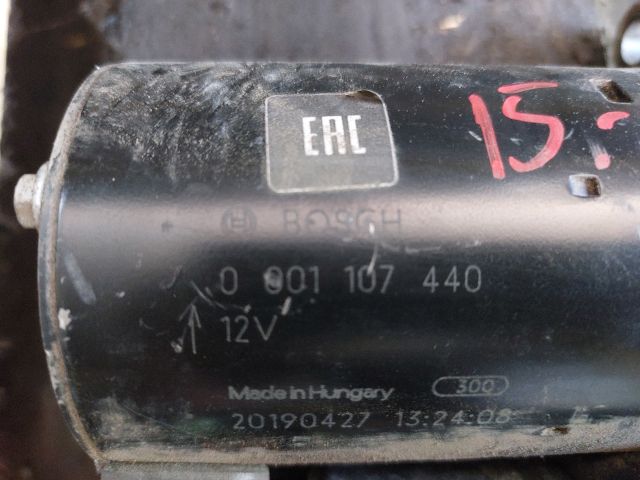 EAC
15.-
BOSCH
0 001 107 440
12V
Made in Hungary 300
20190427 13:24:08